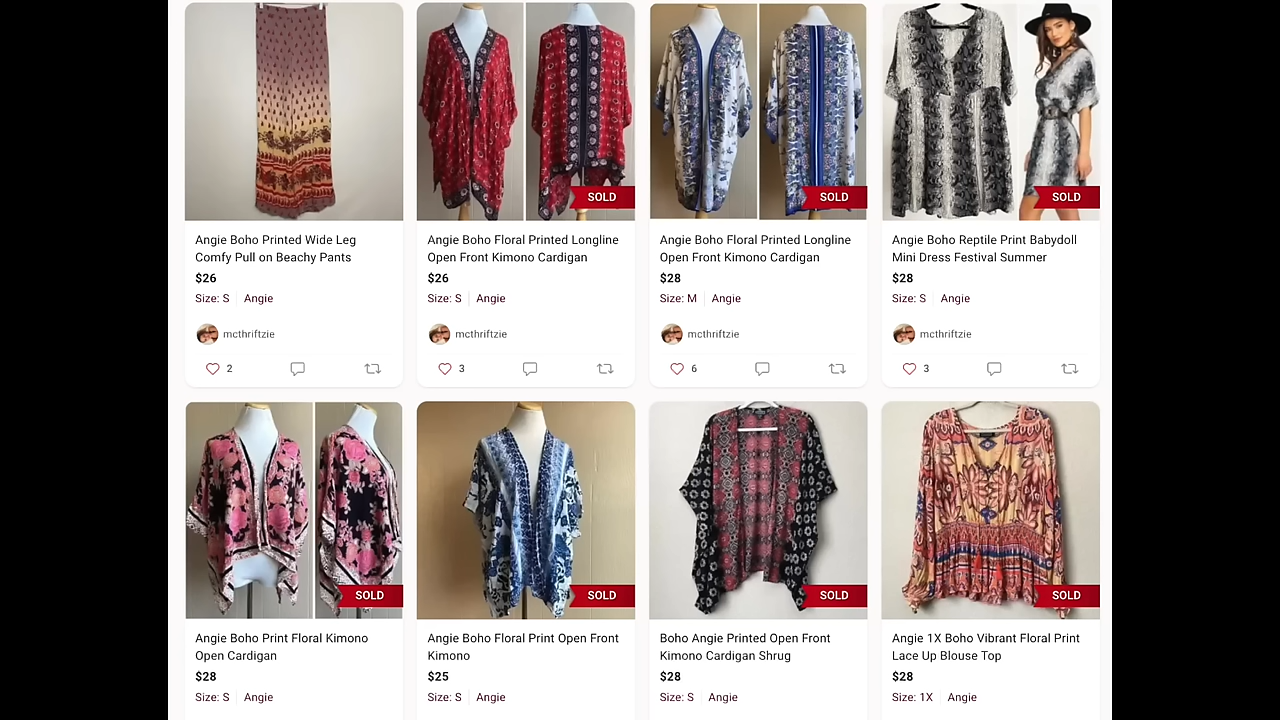 SOLD
SOLD
SOLD
Angie Boho Printed Wide Leg
Comfy Pull on Beachy Pants
$26
Size: S Angie
mcthriftzie
2
Angie Boho Floral Printed Longline
Open Front Kimono Cardigan
$26
Size: S Angie
mcthriftzie
3
Angie Boho Floral Printed Longline
Open Front Kimono Cardigan
$28
Size: M Angie
mcthriftzie
6
Angie Boho Reptile Print Babydoll
Mini Dress Festival Summer
$28
Size: S Angie
mcthriftzie
3
SOLD
SOLD
SOLD
SOLD
Angie Boho Print Floral Kimono
Open Cardigan
$28
Size: S Angie
Angie Boho Floral Print Open Front
Kimono
$25
Size: S Angie
Boho Angie Printed Open Front
Kimono Cardigan Shrug
$28
Size: S Angie
Angie 1X Boho Vibrant Floral Print
Lace Up Blouse Top
$28
Size: 1X Angie